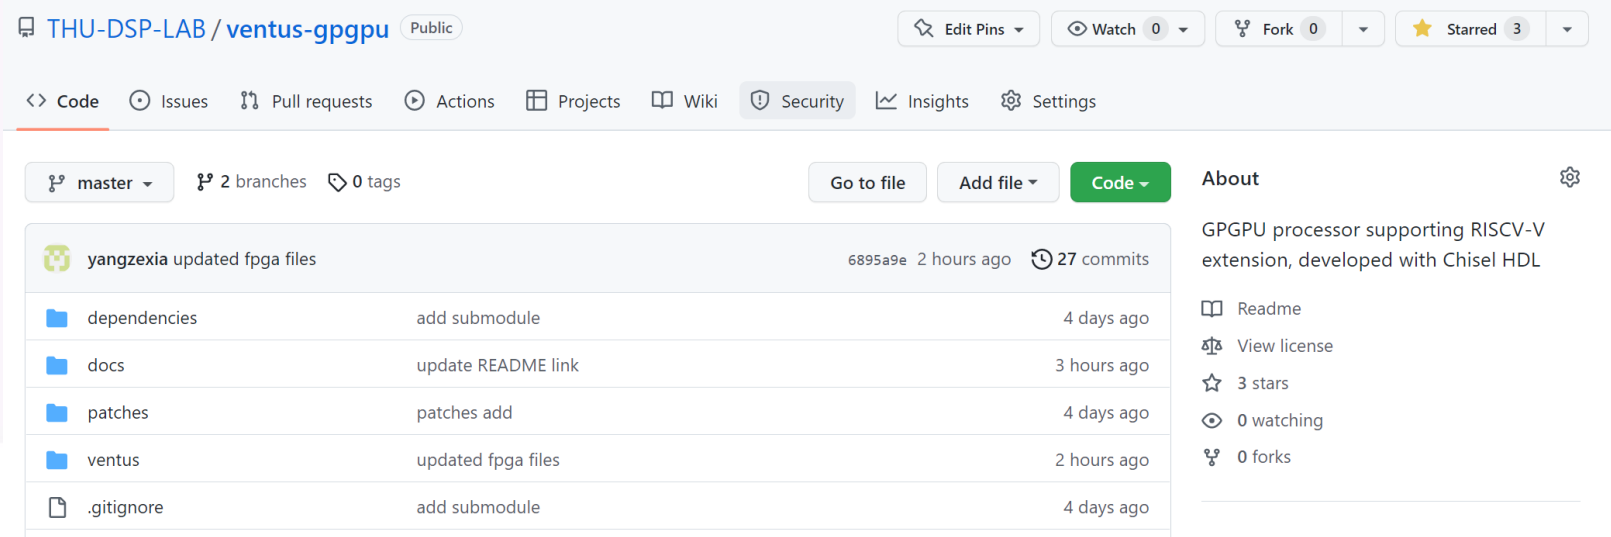 THU-DSP-LAB / ventus-gpgpu Public Edit Pins Watch 0 Fork 0 Starred 3
Code Issues Pull requests Actions Projects Wiki Security Insights Settings
master 2 branches 0 tags Go to file Add file Code
About
GPGPU processor supporting RISCV-V
extension, developed with Chisel HDL
Readme
View license
3 stars
0 watching
0 forks
yangzexia updated fpga files 6895a9e 2 hours ago 27 commits
dependencies add submodule 4 days ago
docs update README link 3 hours ago
patches patches add 4 days ago
ventus updated fpga files 2 hours ago
.gitignore add submodule 4 days ago